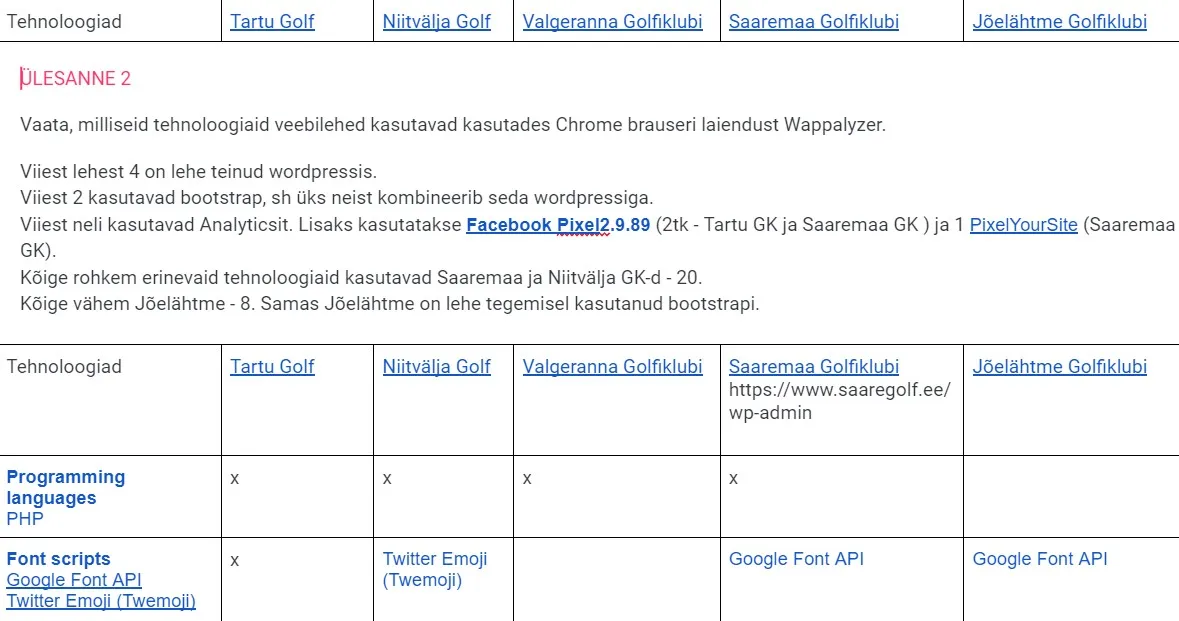 Tehnoloogiad Tartu Golf Niitvälja Golf Valgeranna Golfiklubi Saaremaa Golfiklubi Jõelähtme Golfiklubi
ÜLESANNE 2
Vaata, milliseid tehnoloogiaid veebilehed kasutavad kasutades Chrome brauseri laiendust Wappalyzer.
Viiest lehest 4 on lehe teinud wordpressis.
Viiest 2 kasutavad bootstrap, sh üks neist kombineerib seda wordpressiga.
Viiest neli kasutavad Analyticsit. Lisaks kasutatakse Facebook Pixel2.9.89 (2tk - Tartu GK ja Saaremaa GK ) ja 1 PixelYourSite (Saaremaa
GK).
Kõige rohkem erinevaid tehnoloogiaid kasutavad Saaremaa ja Niitvälja GK-d - 20.
Kõige vähem Jõelähtme - 8. Samas Jõelähtme on lehe tegemisel kasutanud bootstrapi.
Tehnoloogiad Tartu Golf Niitvälja Golf Valgeranna Golfiklubi Saaremaa Golfiklubi Jõelähtme Golfiklubi
https://www.saaregolf.ee/
wp-admin
Programming x x x x
languages
PHP
Font scripts x Twitter Emoji Google Font API Google Font API
Google Font API (Twemoji)
Twitter Emoji (Twemoji)